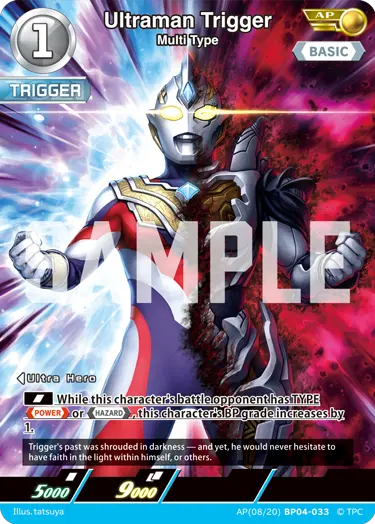 Ultraman Trigger
Multi Type
1
AP
BASIC
TRIGGER
SAMPLE
Ultra Hero
While this character's battle opponent has TYPE
POWER or HAZARD, this character's BP grade increases by
1.
Trigger's past was shrouded in darkness — and yet, he would never hesitate to
have faith in the light within himself, or others.
5000
9000
Illus.tatsuya
AP(08/20) BP04-033 © TPC